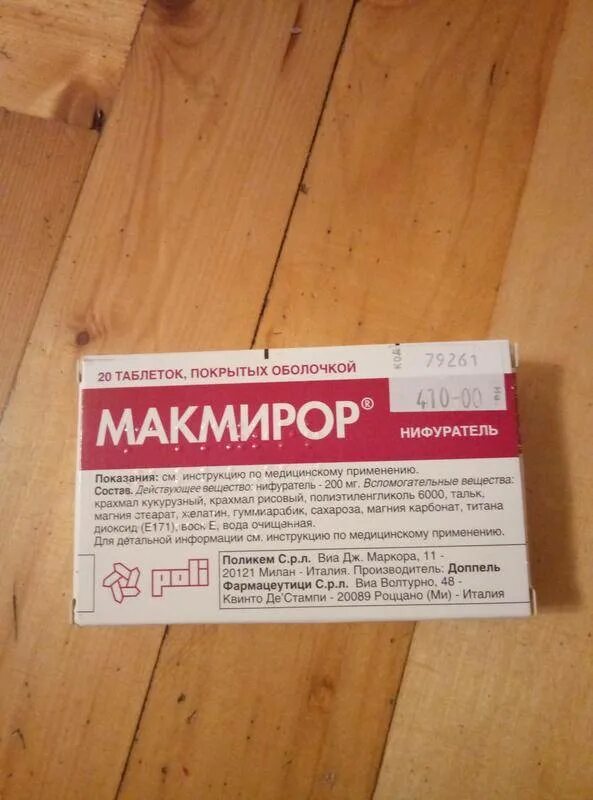 20 ТАБЛЕТОК, ПОКРЫТЫХ ОБОЛОЧКОЙ
КОД
79261
410-00
МАКМИРОР®
НИФУРАТЕЛЬ
Показания: см. инструкцию по медицинскому применению.
Состав. Действующее вещество: нифуратель - 200 мг. Вспомогательные вещества:
крахмал кукурузный, крахмал рисовый, полиэтиленгликоль 6000, тальк,
магния стеарат, желатин, гуммиарабик, сахароза, магния карбонат, титана
диоксид (Е171), воск Е, вода очищенная.
Для детальной информации см. инструкцию по медицинскому применению.
poli
Поликем С.р.л. Виа Дж. Маркора, 11 -
20121 Милан - Италия. Производитель: Доппель
Фармацеутици С.р.л. Виа Волтурно, 48 -
Квинто Де'Стампи - 20089 Роццано (Ми) - Италия